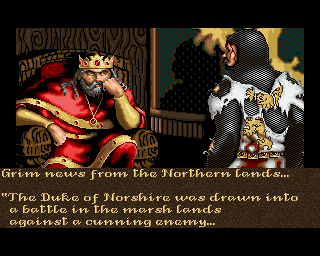 Grim news from the Northern lands...
"The Duke of Norshire was drawn into
a battle in the marsh lands
against a cunning enemy...